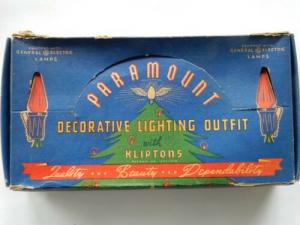 EQUIPPED WITH
GENERAL ELECTRIC
LAMPS
EQUIPPED WITH
GENERAL ELECTRIC
LAMPS
PARAMOUNT
DECORATIVE LIGHTING OUTFIT
with
KLIPTONS
Quality Beauty Dependability